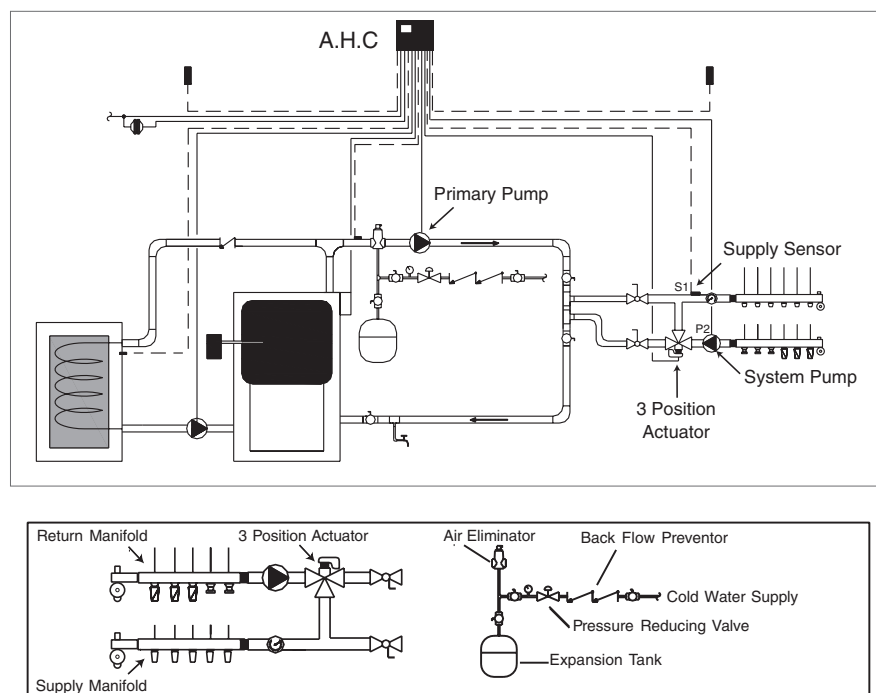 A.H.C
Primary Pump
Supply Sensor
S1
P2
System Pump
3 Position
Actuator
Return Manifold
3 Position Actuator
Air Eliminator
Back Flow Preventor
Cold Water Supply
Pressure Reducing Valve
Expansion Tank
Supply Manifold